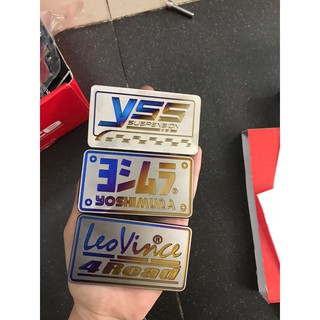 YSS
SUSPENSION
ヨシムラ®
YOSHIMURA
LeoVince®
4Road